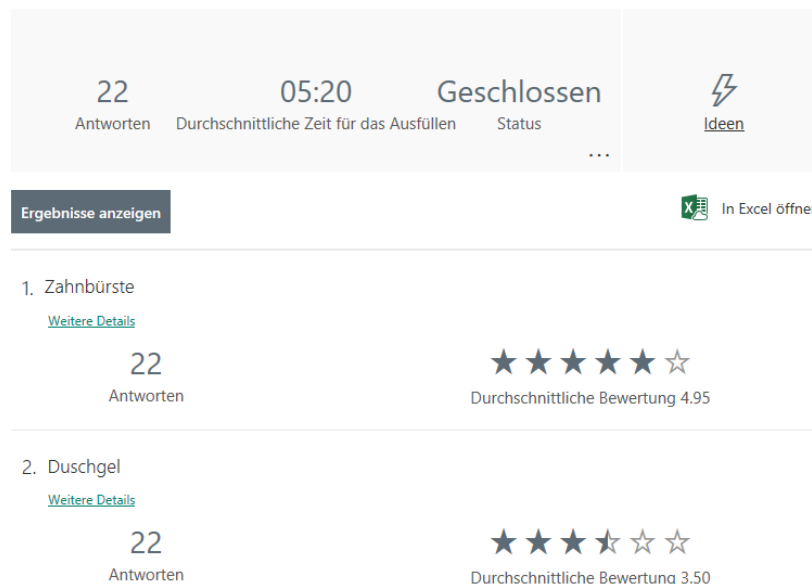 22 05:20 Geschlossen
Antworten Durchschnittliche Zeit für das Ausfüllen Status
Ideen
...
Ergebnisse anzeigen
In Excel öffne
1. Zahnbürste
Weitere Details
22
Antworten
Durchschnittliche Bewertung 4.95
2. Duschgel
Weitere Details
22
Antworten
Durchschnittliche Bewertung 3.50